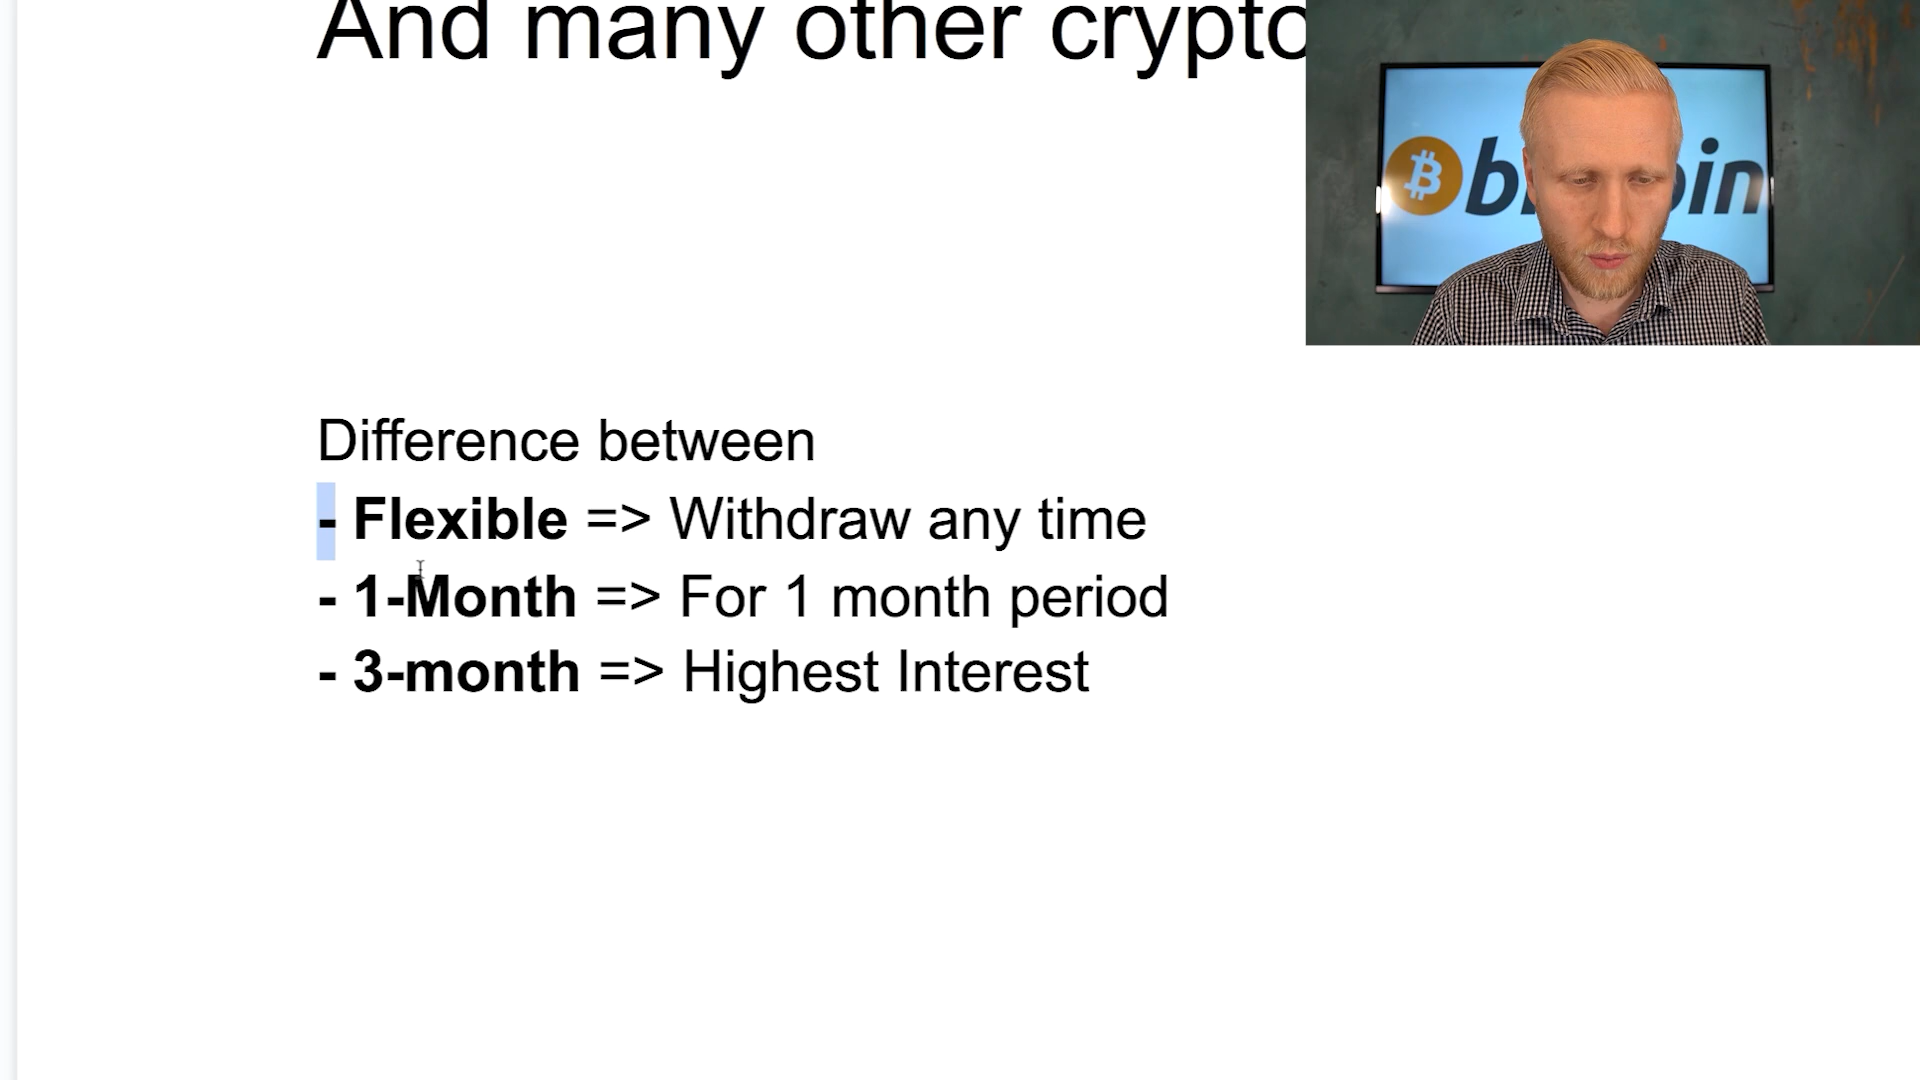 And many other crypto
bin
Difference between
- Flexible => Withdraw any time
- 1-Month => For 1 month period
- 3-month => Highest Interest